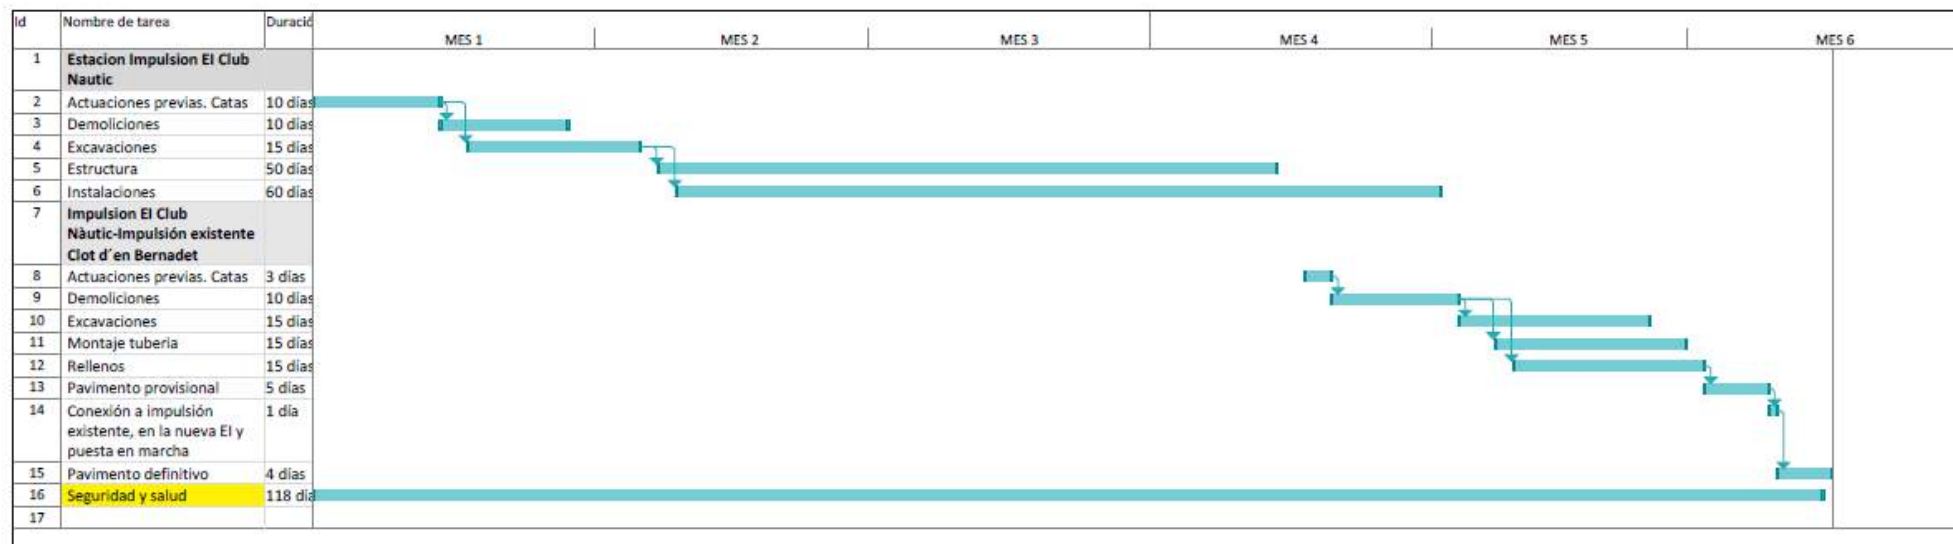 Id Nombre de tarea Duració
MES 1 MES 2 MES 3 MES 4 MES 5 MES 6
1 Estacion Impulsion EI Club
Nautic
2 Actuaciones previas. Catas 10 días
3 Demoliciones 10 días
4 Excavaciones 15 días
5 Estructura 50 días
6 Instalaciones 60 días
7 Impulsion EI Club
Nàutic-Impulsión existente
Clot d´en Bernadet
8 Actuaciones previas. Catas 3 días
9 Demoliciones 10 días
10 Excavaciones 15 días
11 Montaje tuberia 15 días
12 Rellenos 15 días
13 Pavimento provisional 5 días
14 Conexión a impulsión 1 día
existente, en la nueva EI y
puesta en marcha
15 Pavimento definitivo 4 días
16 Seguridad y salud 118 día
17